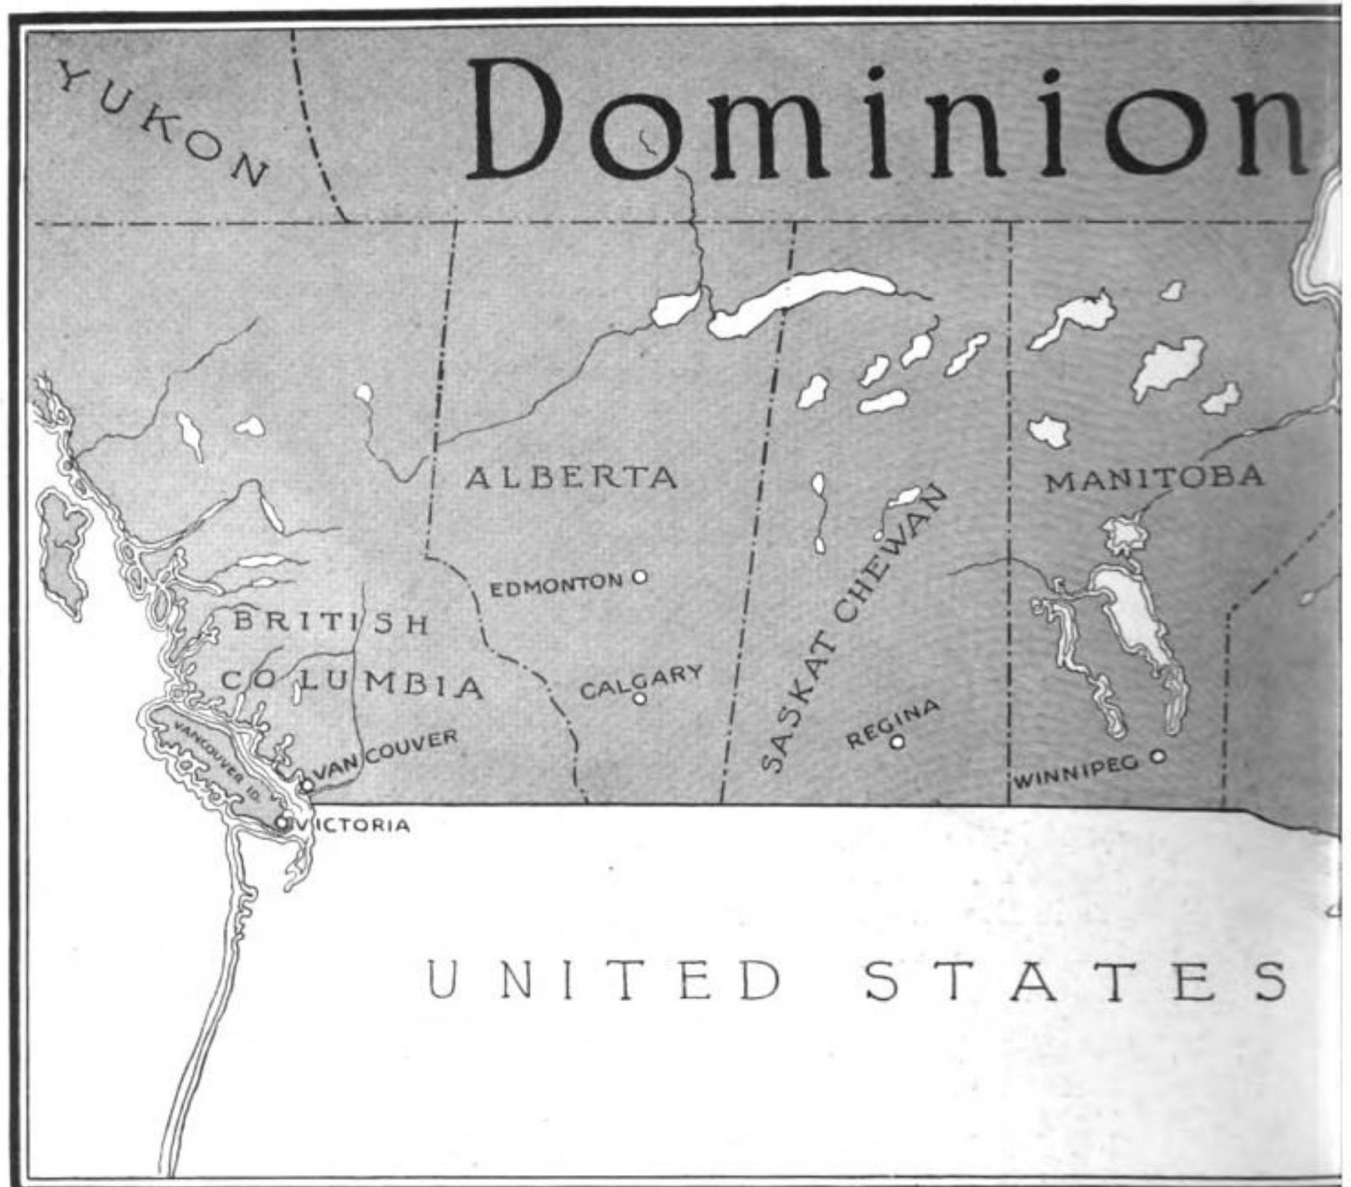 YUKON
Dominion
ALBERTA
MANITOBA
SASKATCHEWAN
EDMONTON
BRITISH
COLUMBIA
CALGARY
REGINA
VANCOUVER ID.
VANCOUVER
WINNIPEG
VICTORIA
UNITED STATES